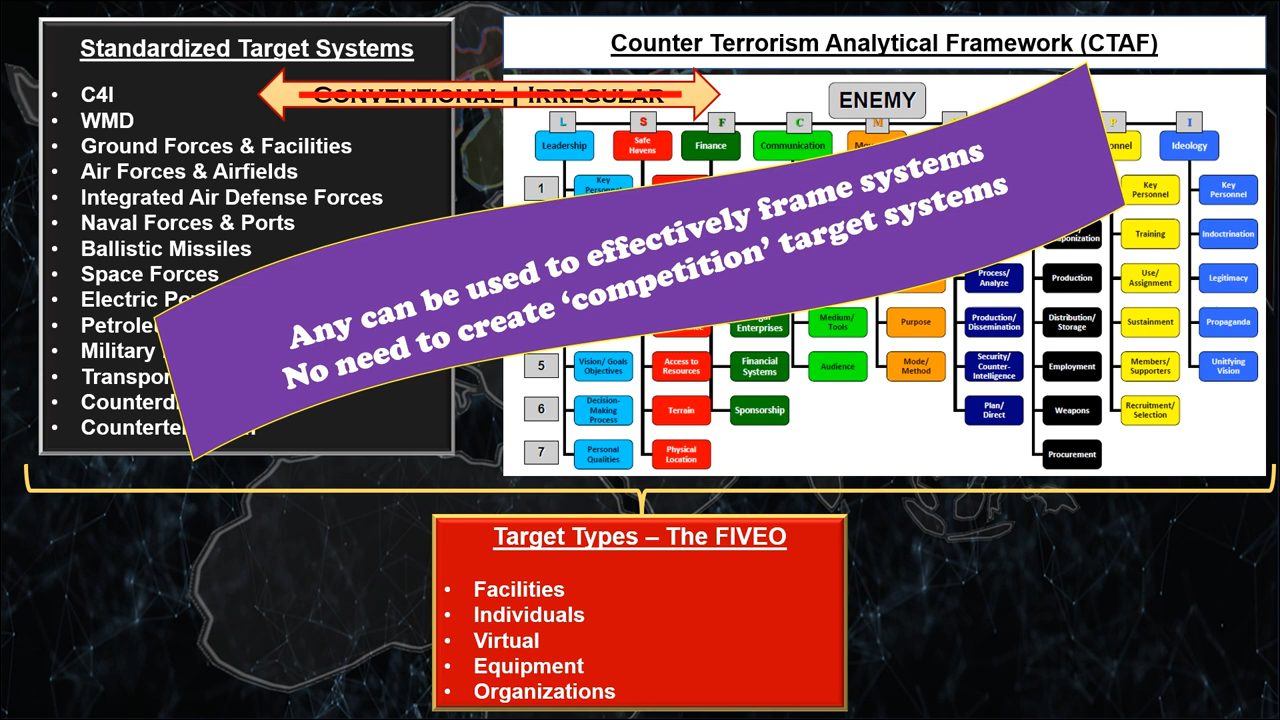 Standardized Target Systems
• C4I
• WMD
• Ground Forces & Facilities
• Air Forces & Airfields
• Integrated Air Defense Forces
• Naval Forces & Ports
• Ballistic Missiles
• Space Forces
• Electric
• Military
Counter Terrorism Analytical Framework (CTAF)
Conventional | Irregular
ENEMY
L S F C M P I
Leadership
Safe Havens
Finance
Communication
Ideology
1
Key Personnel
Key Personnel
Training
Indoctrination
Process/ Analyze
Production
Use/ Assignment
Legitimacy
Enterprises
Medium/ Tools
Purpose
Production/ Dissemination
Distribution/ Storage
Sustainment
Propaganda
5
Vision/ Goals Objectives
Access to Resources
Financial Systems
Audience
Mode/ Method
Security/ Counter- Intelligence
Employment
Members/ Supporters
Unifying Vision
6
Decision- Making Process
Terrain
Sponsorship
Plan/ Direct
Weapons
Recruitment/ Selection
7
Personal Qualities
Physical Location
Procurement
Any can be used to effectively frame systems
No need to create ‘competition’ target systems
Target Types – The FIVEO
• Facilities
• Individuals
• Virtual
• Equipment
• Organizations